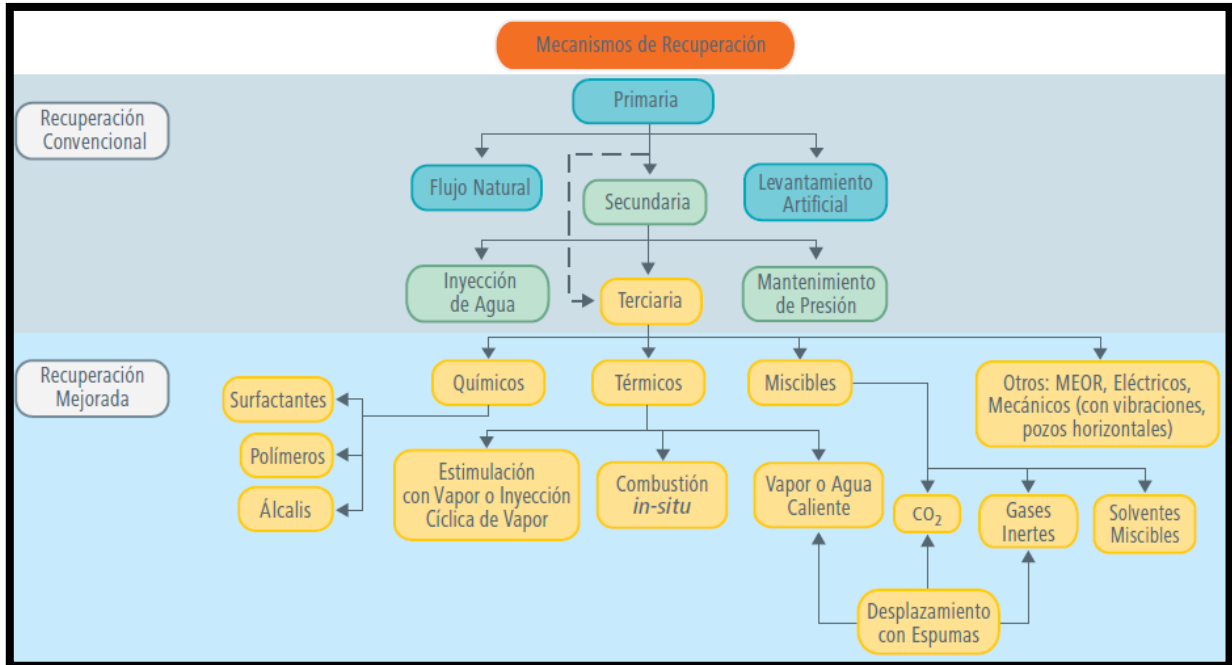 Mecanismos de Recuperación
Recuperación
Convencional
Primaria
Flujo Natural
Secundaria
Levantamiento
Artificial
Inyección
de Agua
Terciaria
Mantenimiento
de Presión
Recuperación
Mejorada
Químicos
Térmicos
Miscibles
Otros: MEOR, Eléctricos,
Mecánicos (con vibraciones,
pozos horizontales)
Surfactantes
Polímeros
Álcalis
Estimulación
con Vapor o Inyección
Cíclica de Vapor
Combustión
in-situ
Vapor o Agua
Caliente
CO₂
Gases
Inertes
Solventes
Miscibles
Desplazamiento
con Espumas